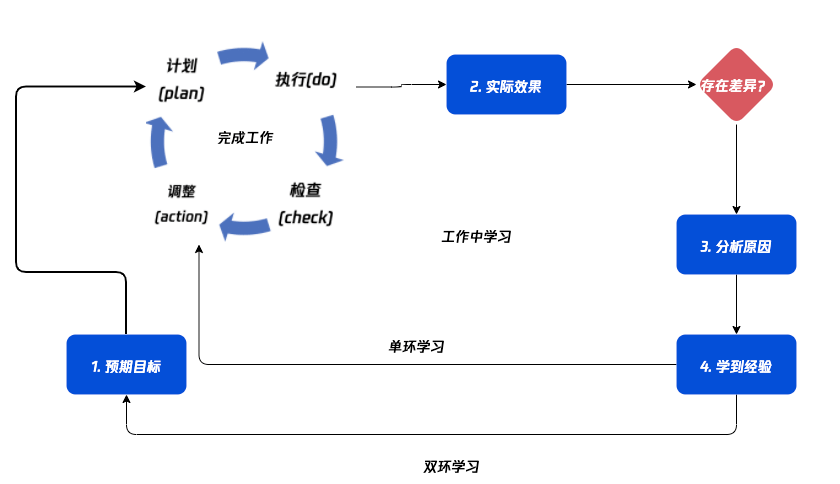 计划
(plan)
执行(do)
完成工作
调整
(action)
检查
(check)
2. 实际效果
存在差异?
工作中学习
3. 分析原因
单环学习
1. 预期目标
4. 学到经验
双环学习